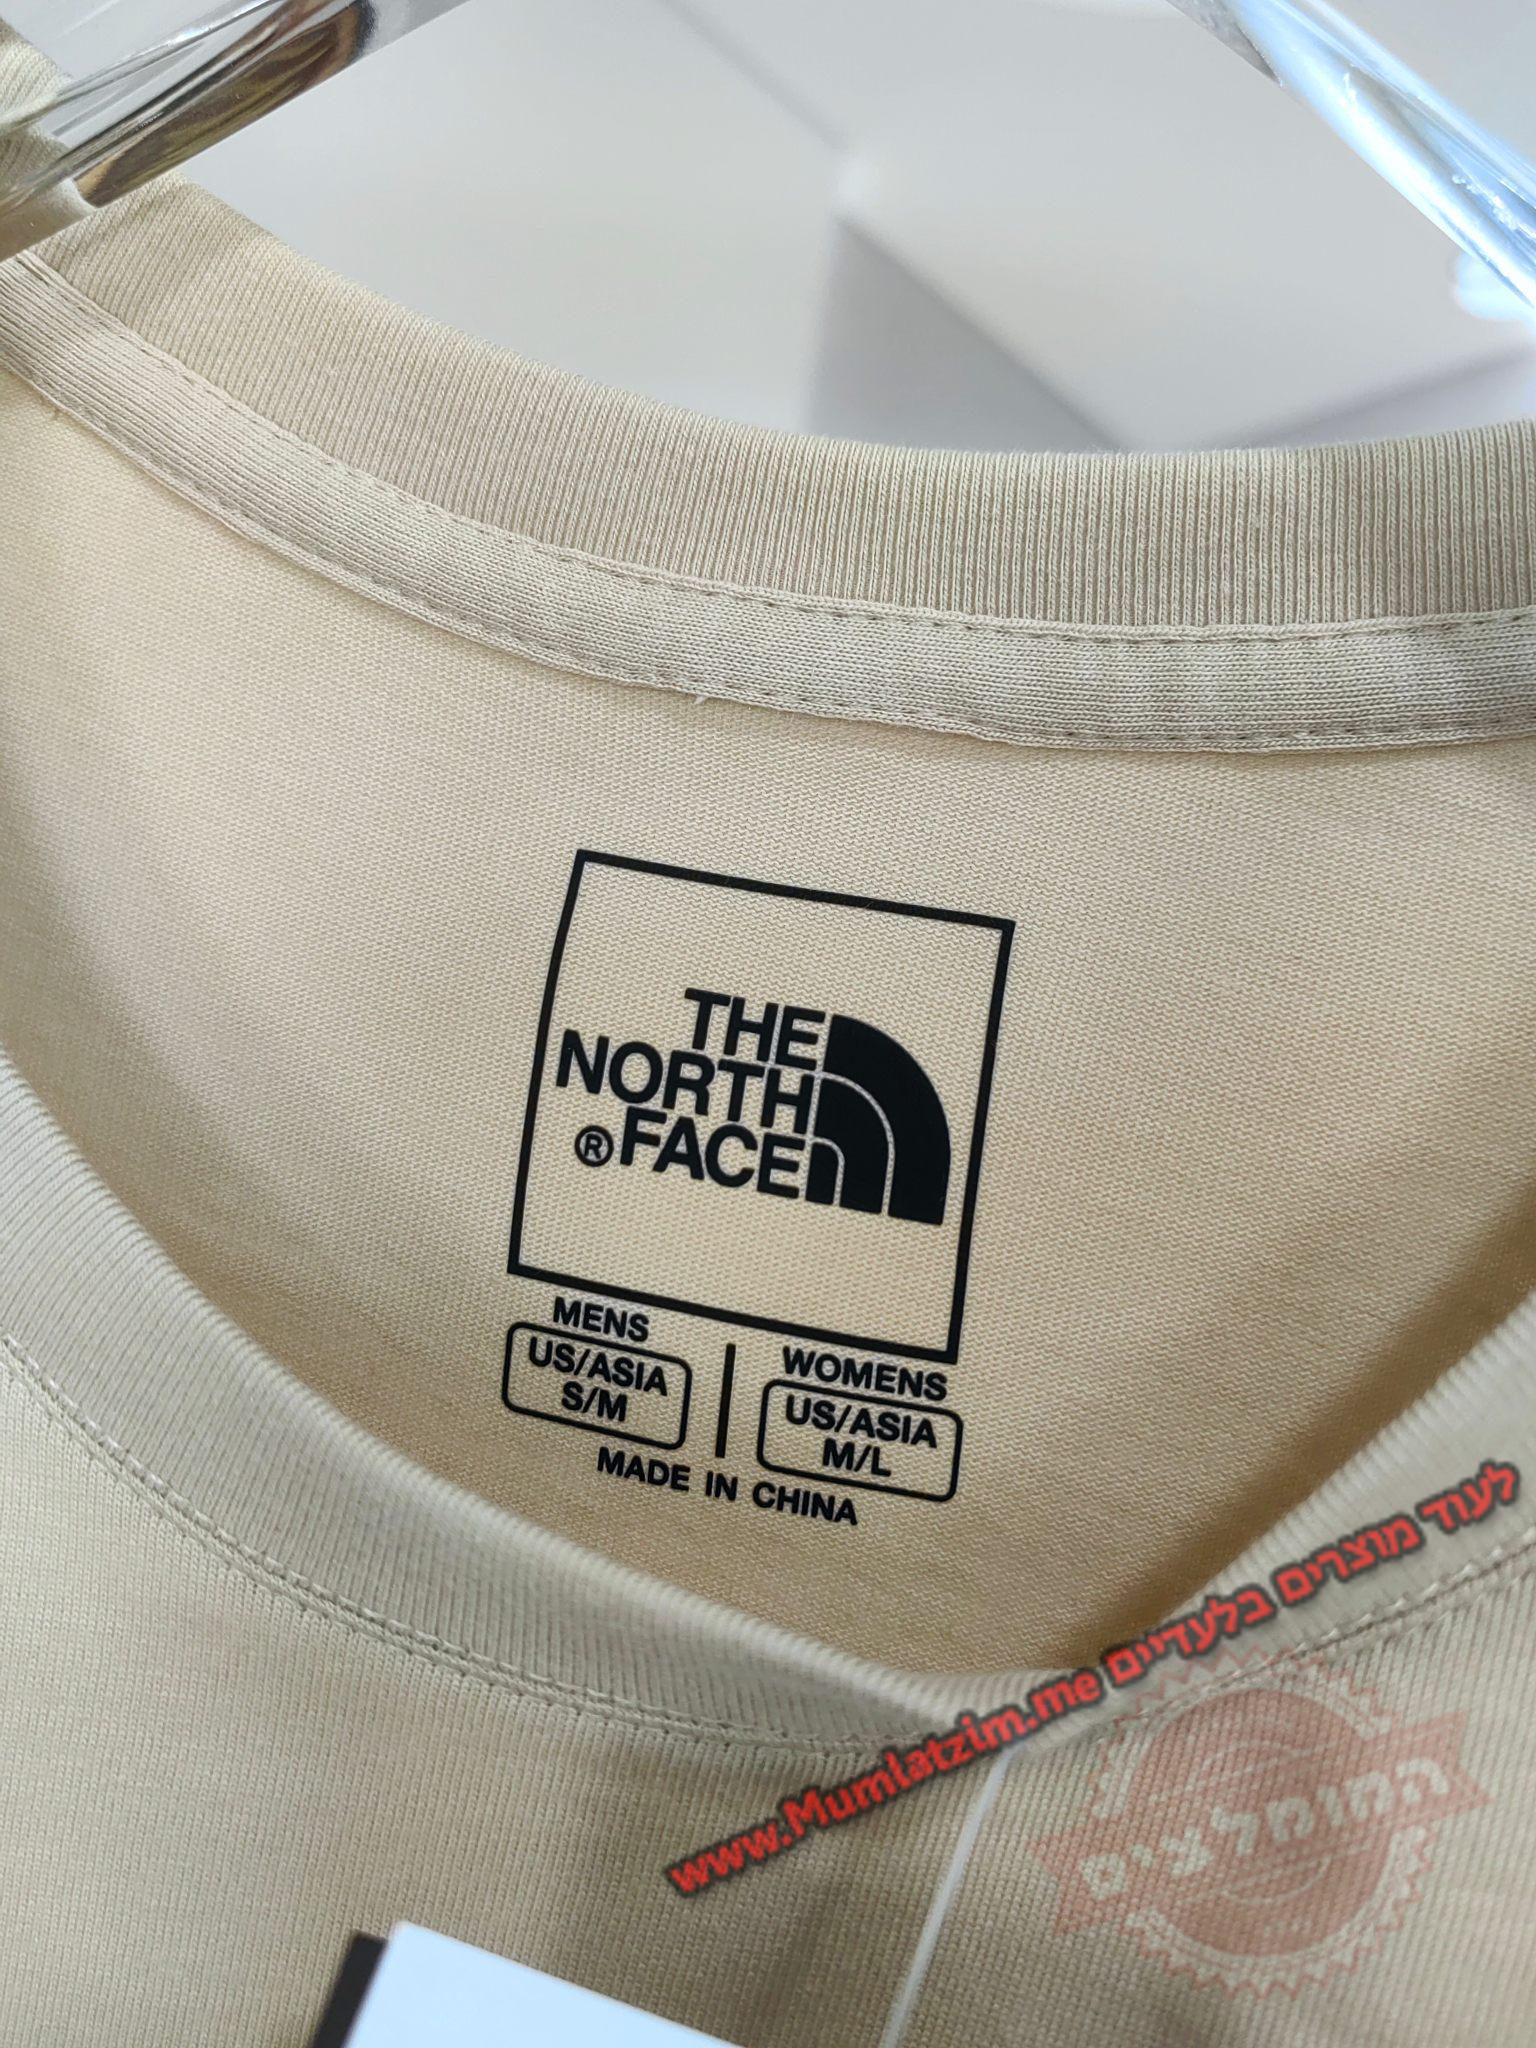 THE
NORTH
®FACE
MENS
US/ASIA
S/M
WOMENS
US/ASIA
M/L
MADE IN CHINA
לעוד מוצרים בלעדיים www.Mumlatzim.me
המומלצים